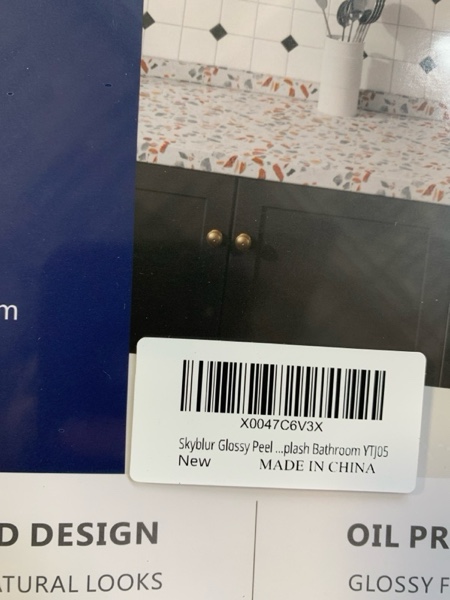 m
X0047C6V3X
Skyblur Glossy Peel ...plash Bathroom YTJ05
New MADE IN CHINA
D DESIGN
ATURAL LOOKS
OIL PR
GLOSSY F